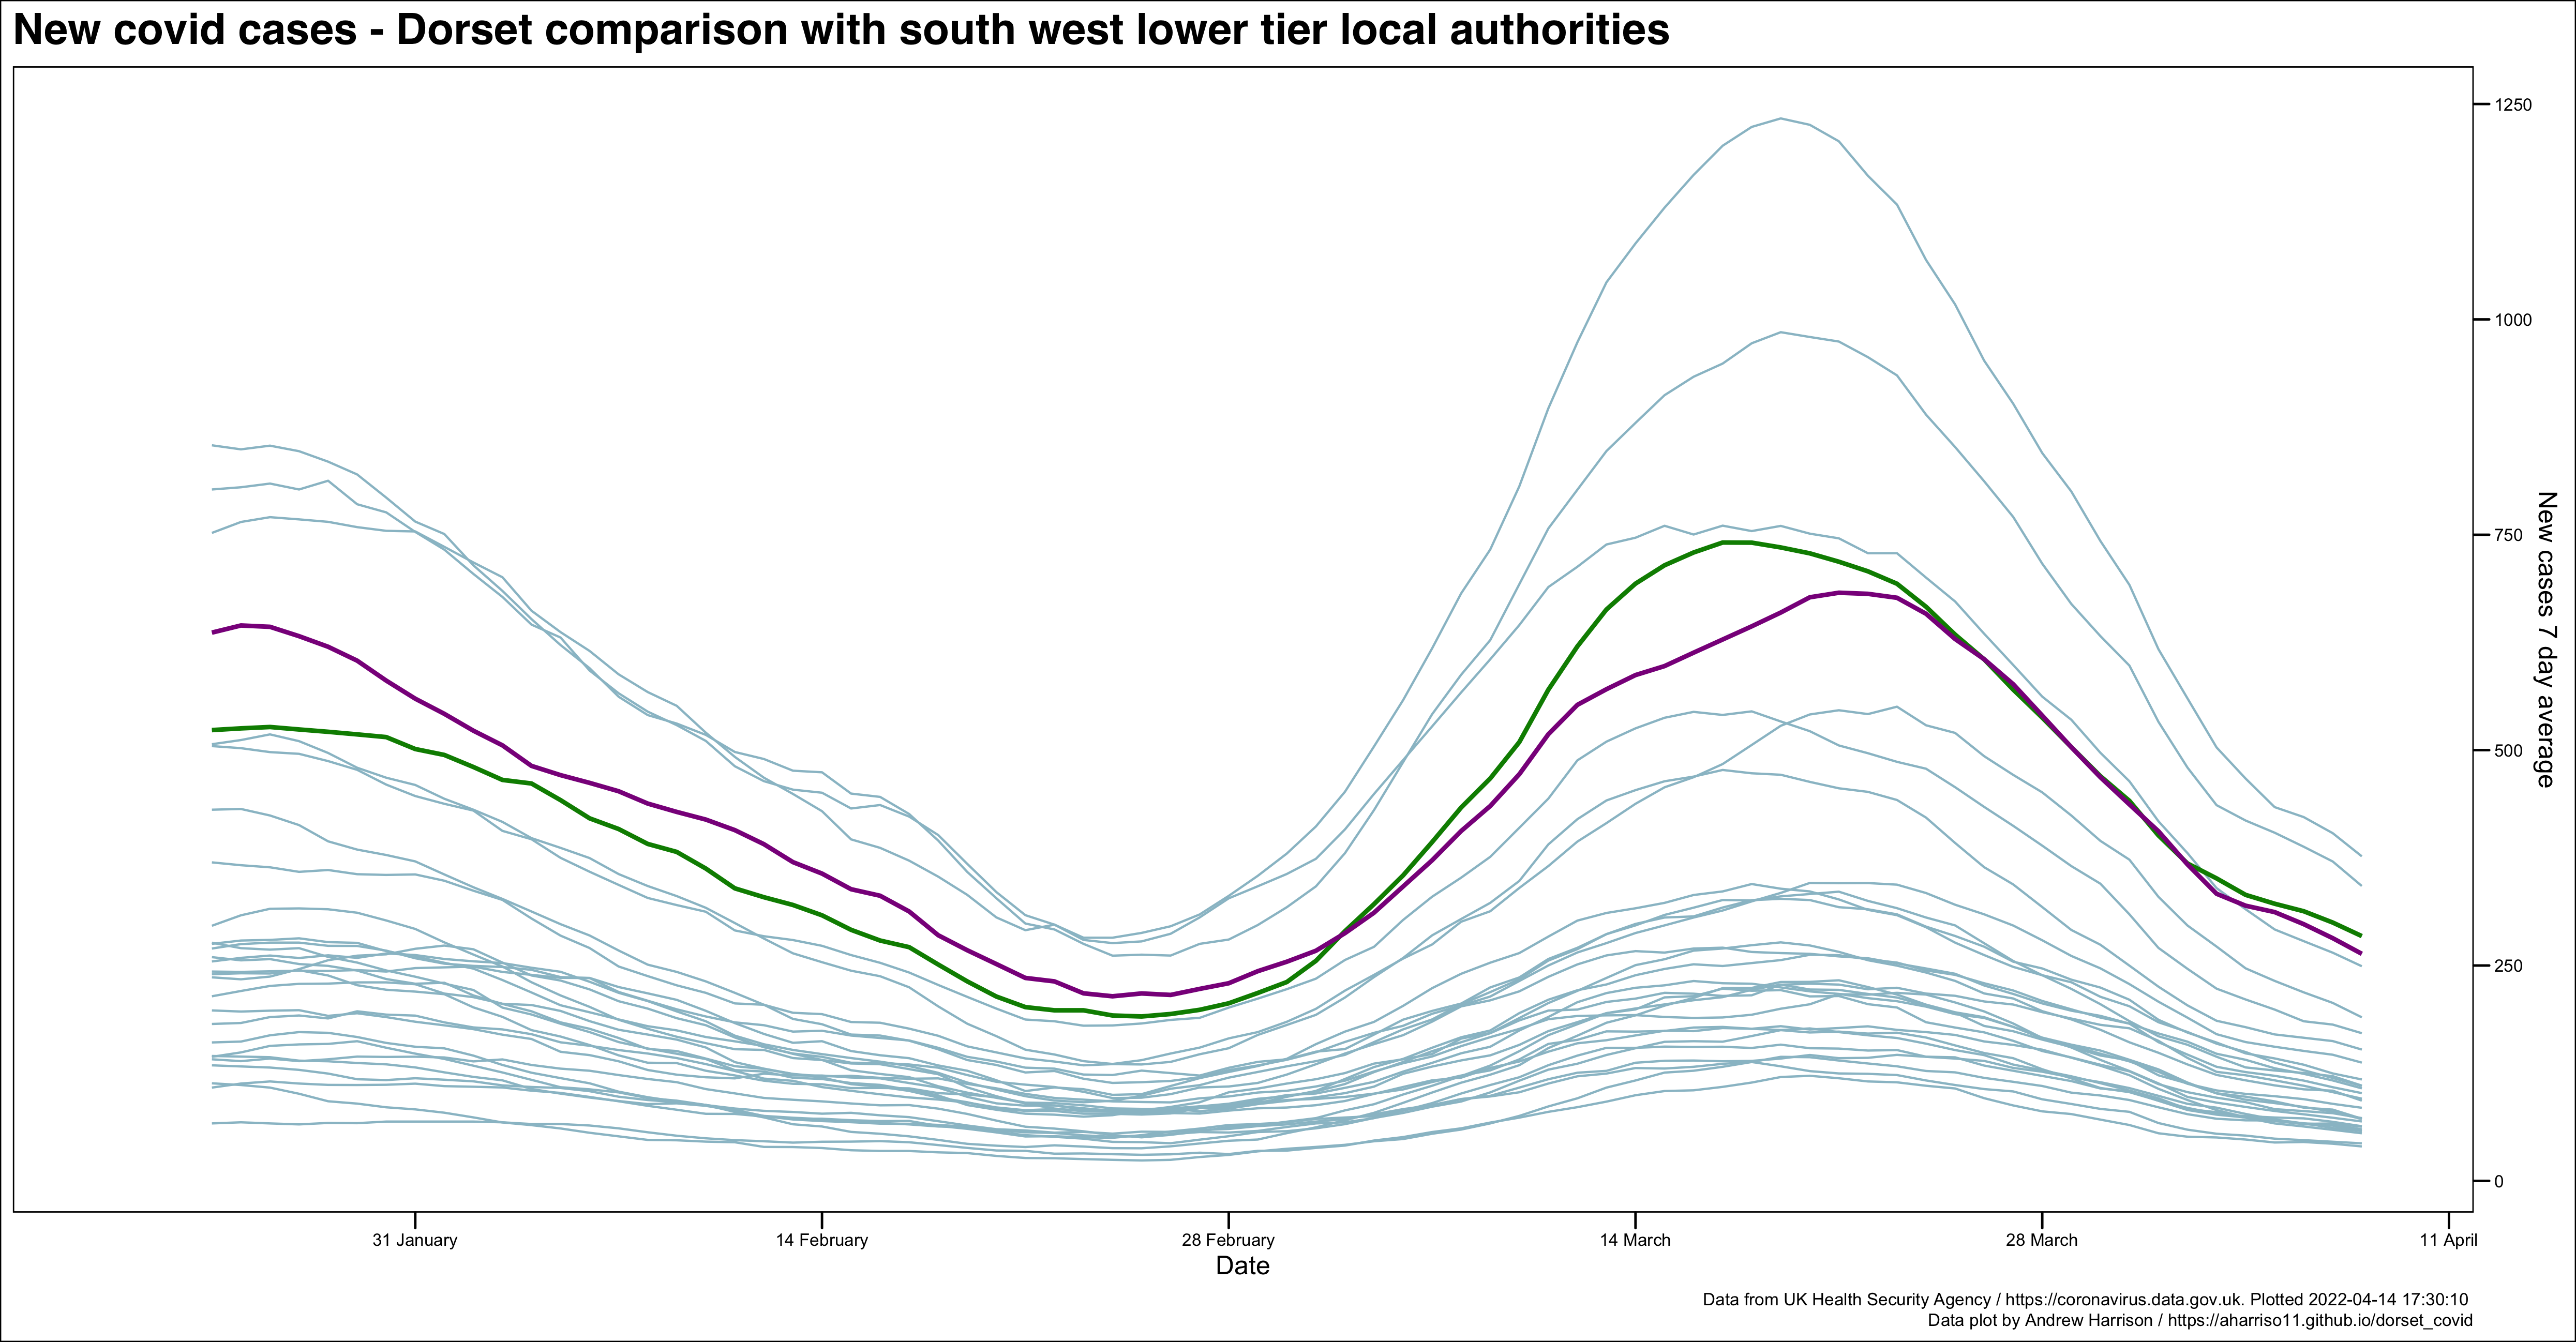 New covid cases - Dorset comparison with south west lower tier local authorities
1250
1000
750
500
250
0
New cases 7 day average
31 January
14 February
28 February
14 March
28 March
11 April
Date
Data from UK Health Security Agency / https://coronavirus.data.gov.uk. Plotted 2022-04-14 17:30:10
Data plot by Andrew Harrison / https://aharriso11.github.io/dorset_covid